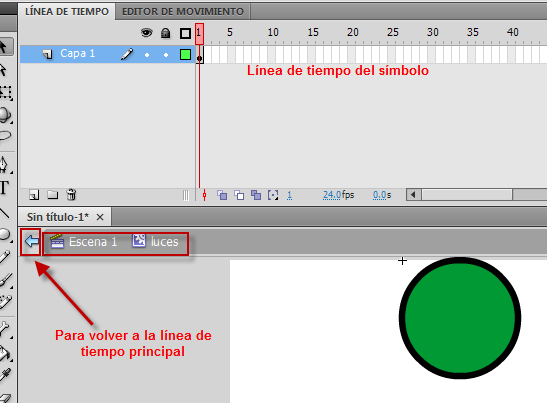 LÍNEA DE TIEMPO EDITOR DE MOVIMIENTO
1 5 10 15 20 25 30 35 40
Capa 1
Línea de tiempo del símbolo
1 24.0fps 0.0s
Sin título-1* ×
Escena 1 luces
Para volver a la línea de
tiempo principal
T